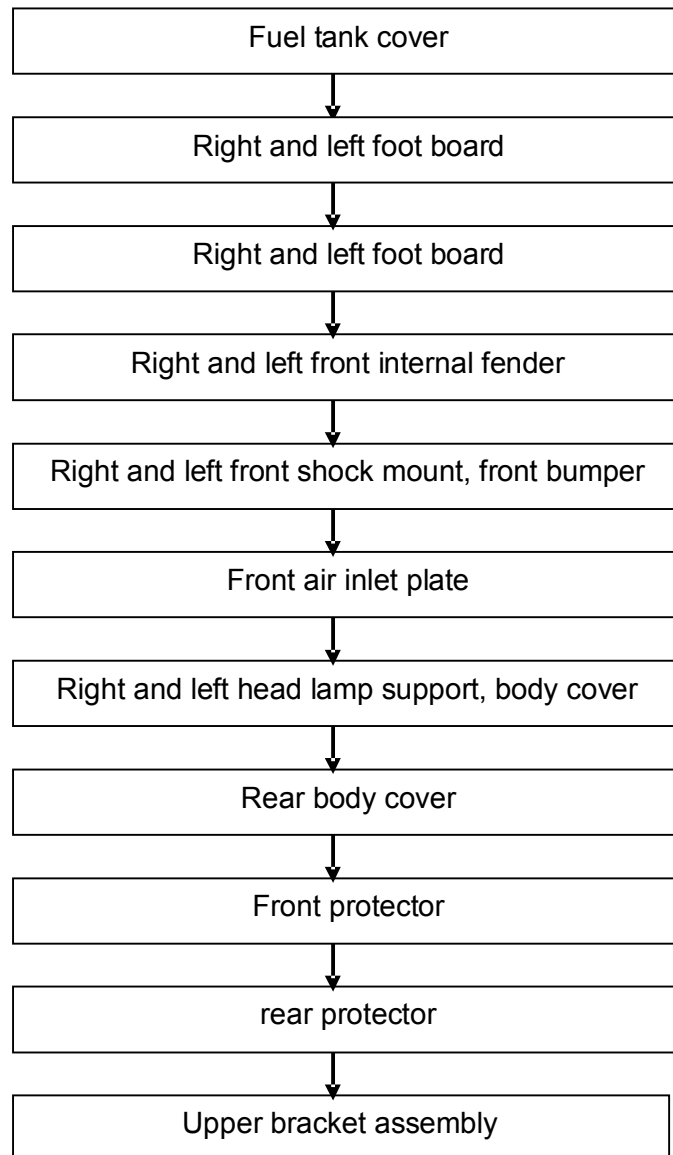 Fuel tank cover
Right and left foot board
Right and left foot board
Right and left front internal fender
Right and left front shock mount, front bumper
Front air inlet plate
Right and left head lamp support, body cover
Rear body cover
Front protector
rear protector
Upper bracket assembly